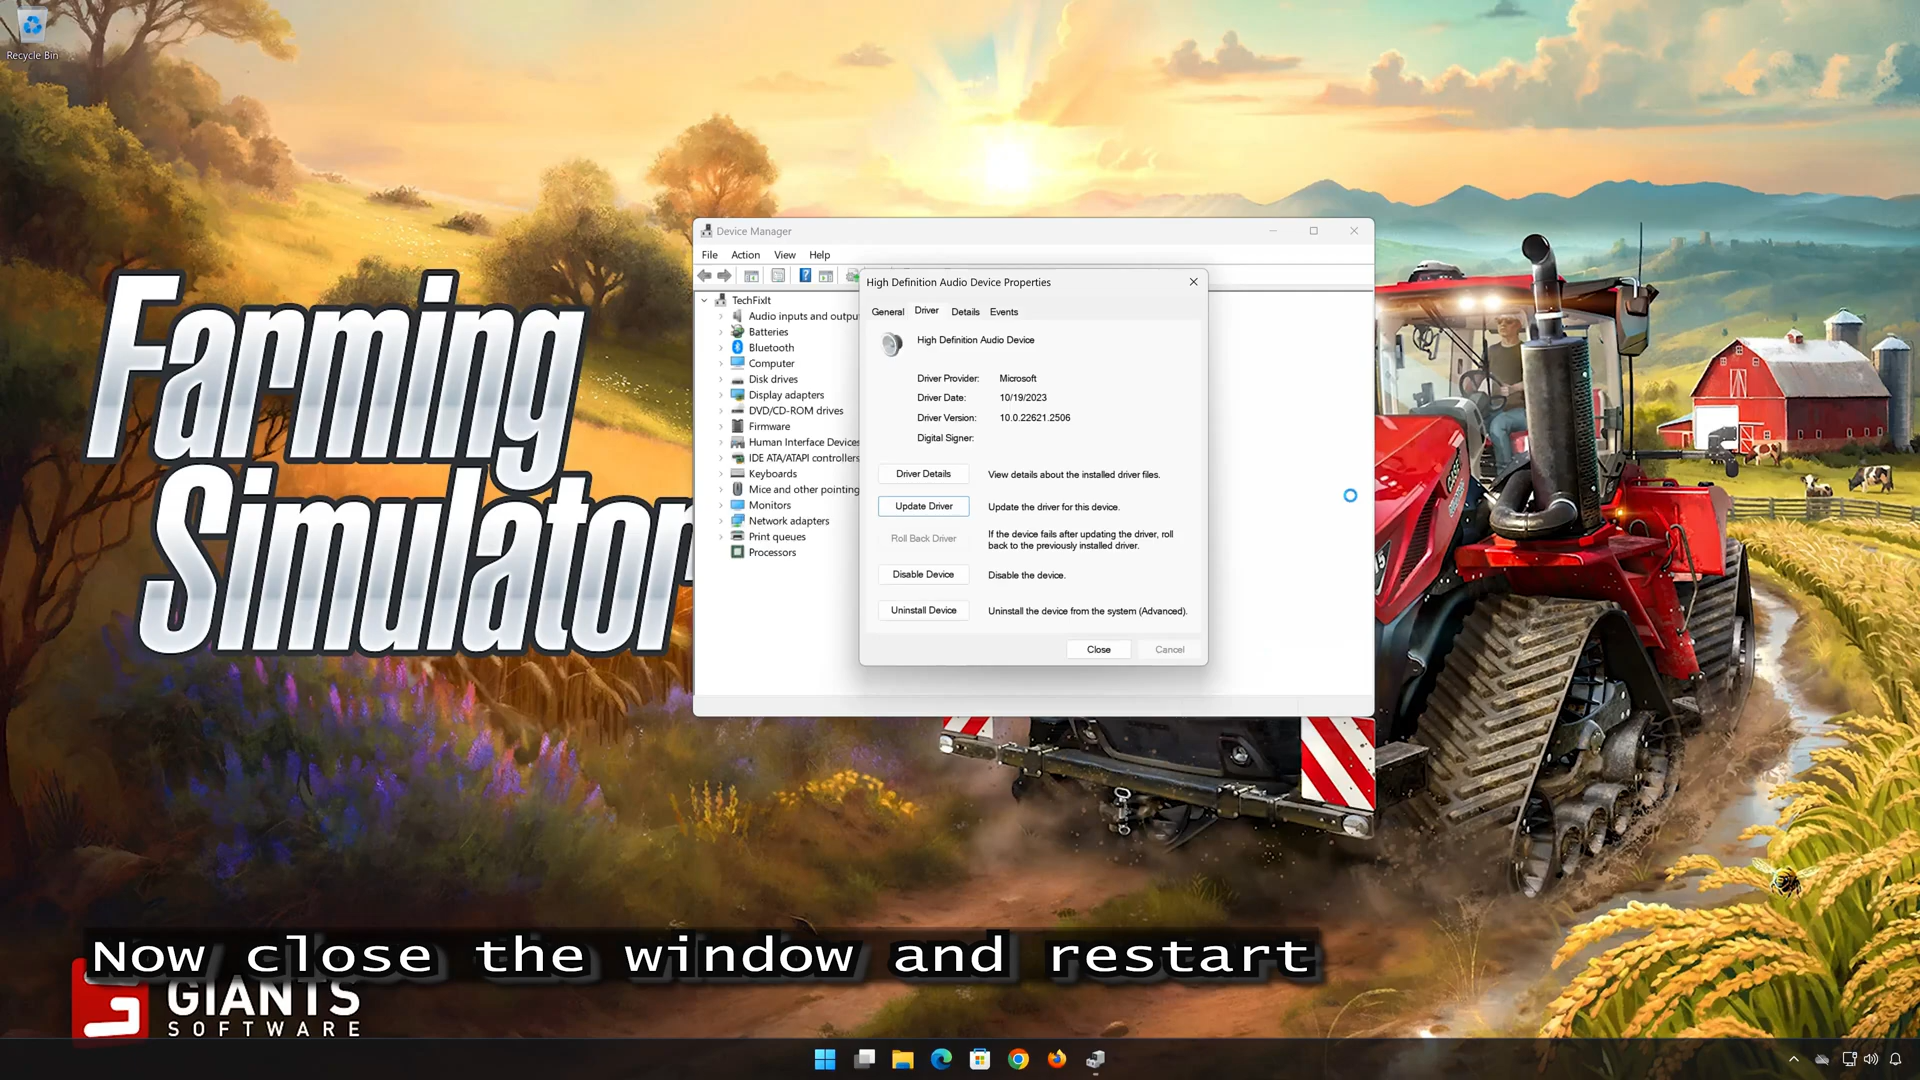 Recycle Bin
Farming
Simulator
Device Manager
File Action View Help
TechFixIt
Audio inputs and outpu
Batteries
Bluetooth
Computer
Disk drives
Display adapters
DVD/CD-ROM drives
Firmware
Human Interface Devices
IDE ATA/ATAPI controllers
Keyboards
Mice and other pointing
Monitors
Network adapters
Print queues
Processors
High Definition Audio Device Properties
General Driver Details Events
High Definition Audio Device
Driver Provider: Microsoft
Driver Date: 10/19/2023
Driver Version: 10.0.22621.2506
Digital Signer:
Driver Details View details about the installed driver files.
Update Driver Update the driver for this device.
Roll Back Driver If the device fails after updating the driver, roll
back to the previously installed driver.
Disable Device Disable the device.
Uninstall Device Uninstall the device from the system (Advanced).
Close Cancel
Now close the window and restart
GIANTS
SOFTWARE